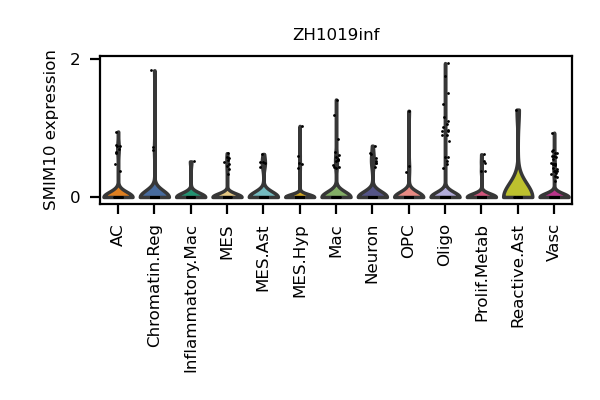 ZH1019inf
SMIM10 expression
2
0
AC
Chromatin.Reg
Inflammatory.Mac
MES
MES.Ast
MES.Hyp
Mac
Neuron
OPC
Oligo
Prolif.Metab
Reactive.Ast
Vasc